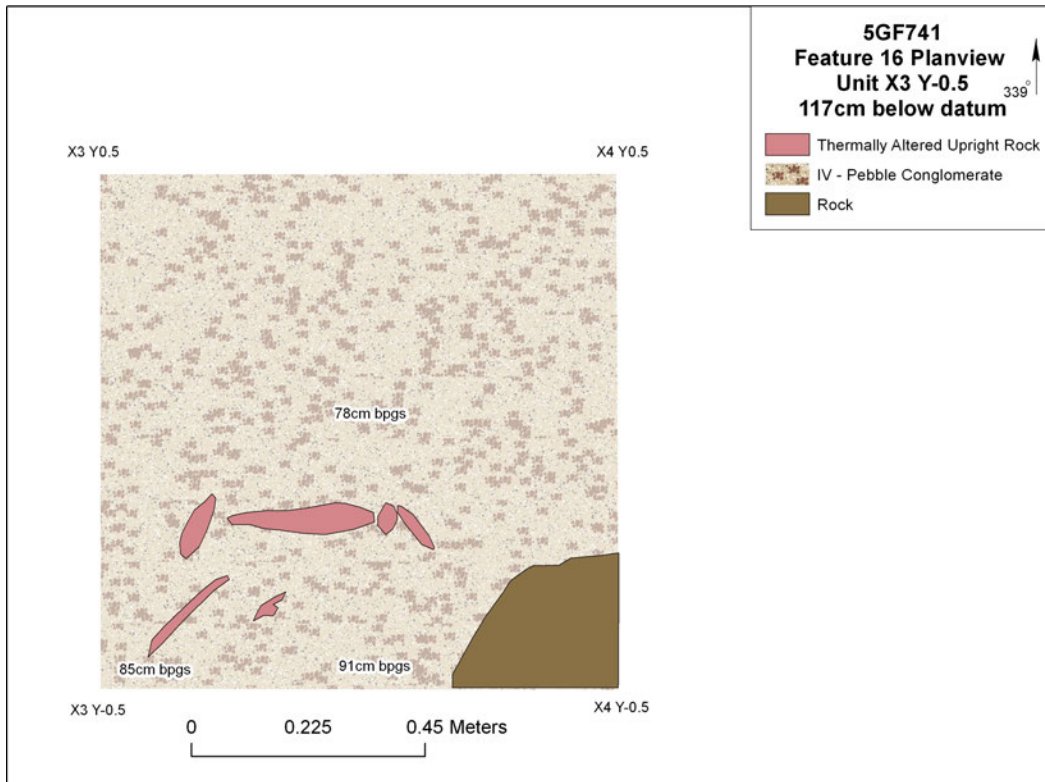 5GF741
Feature 16 Planview
Unit X3 Y-0.5
117cm below datum
339°
Thermally Altered Upright Rock
IV - Pebble Conglomerate
Rock
X3 Y0.5
X4 Y0.5
78cm bpgs
85cm bpgs
91cm bpgs
X3 Y-0.5
X4 Y-0.5
0 0.225 0.45 Meters